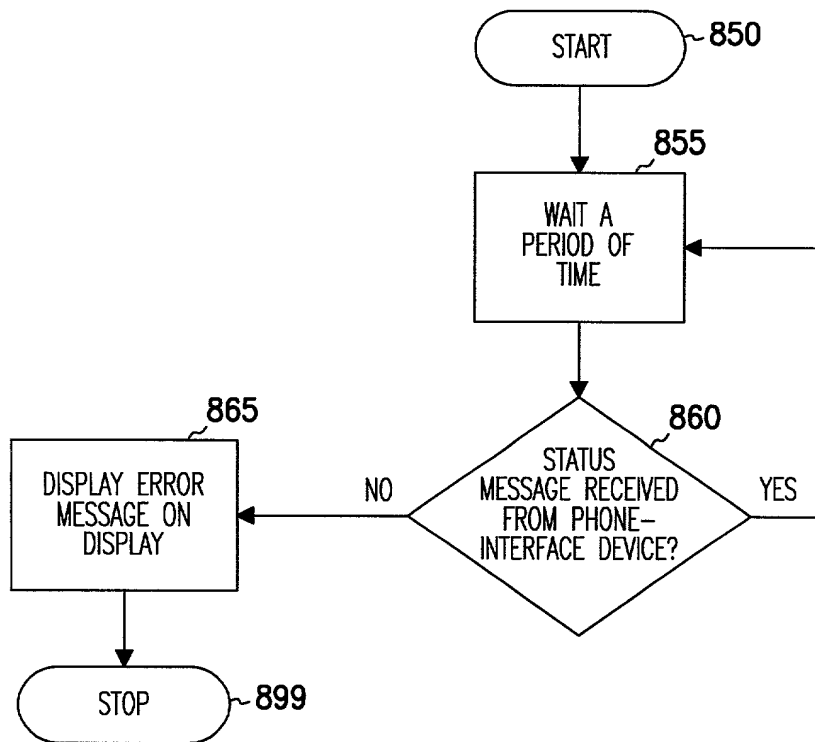 START
850
855
WAIT A
PERIOD OF
TIME
860
STATUS
MESSAGE RECEIVED
FROM PHONE-
INTERFACE DEVICE?
NO
YES
865
DISPLAY ERROR
MESSAGE ON
DISPLAY
STOP
899